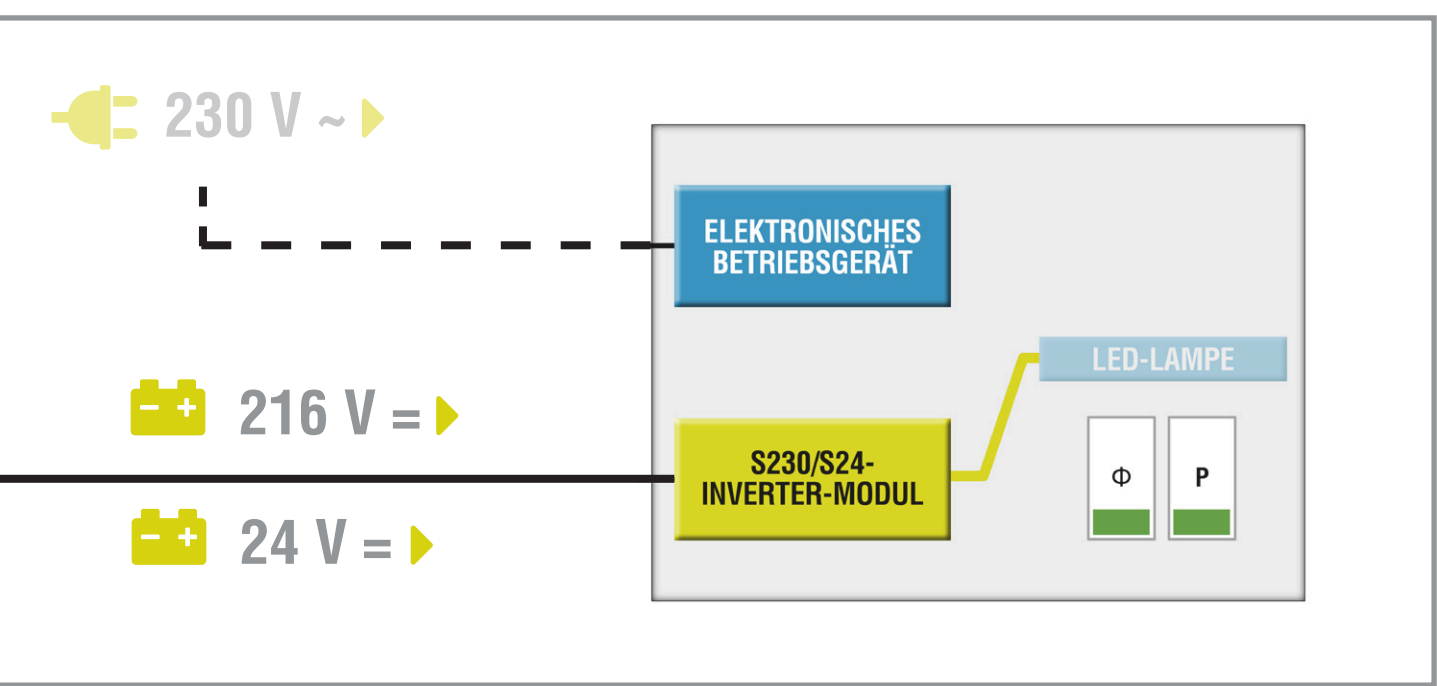 230 V ~
ELEKTRONISCHES
BETRIEBSGERÄT
LED-LAMPE
216 V =
S230/S24-
INVERTER-MODUL
Φ P
24 V =